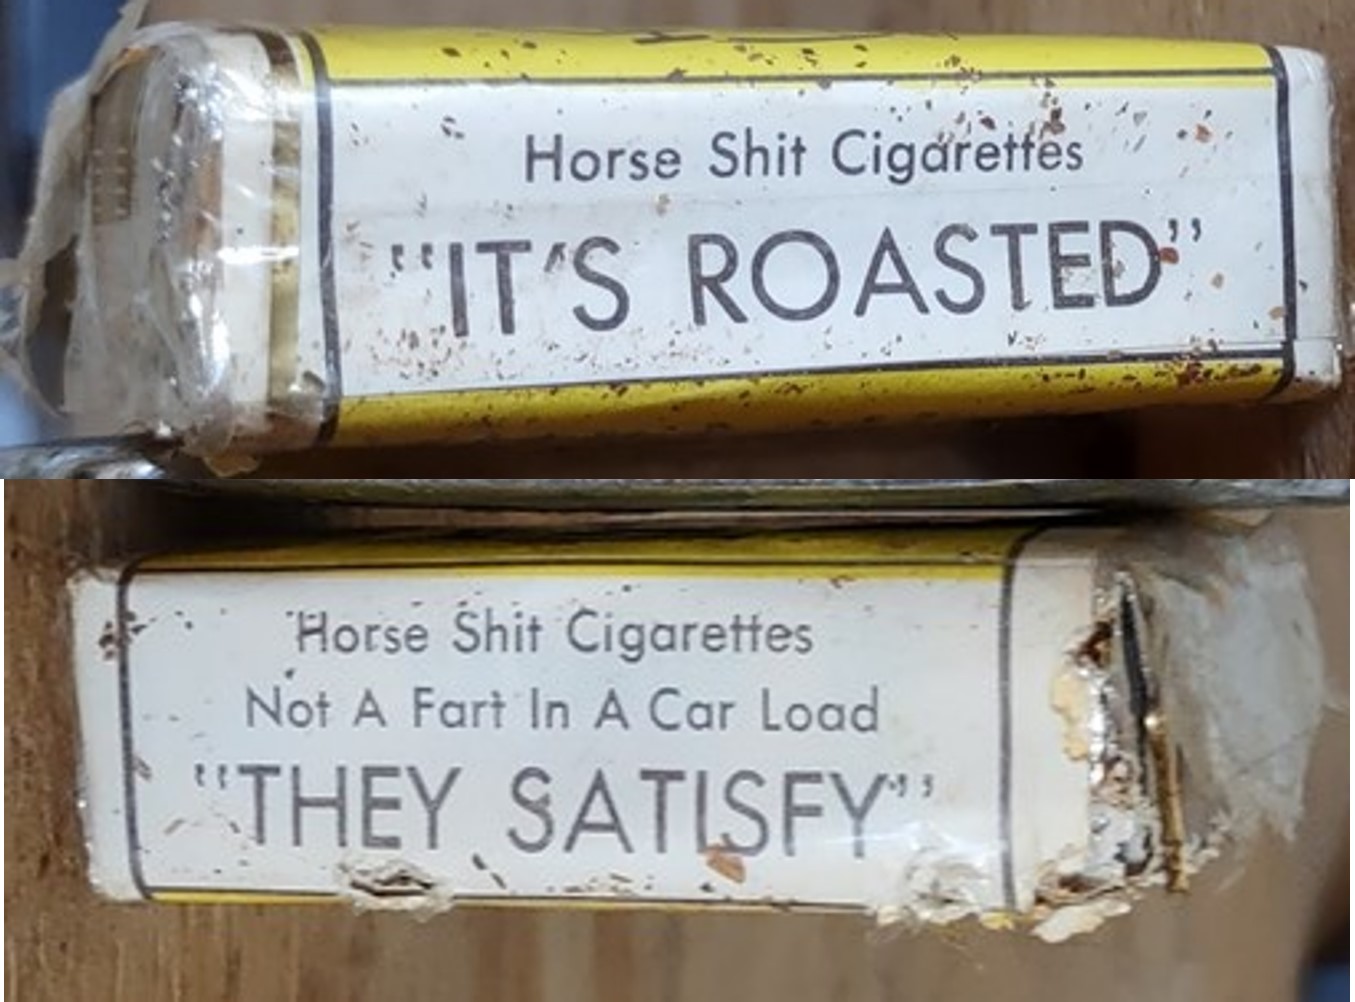 Horse Shit Cigarettes
"IT'S ROASTED"
Horse Shit Cigarettes
Not A Fart In A Car Load
"THEY SATISFY"